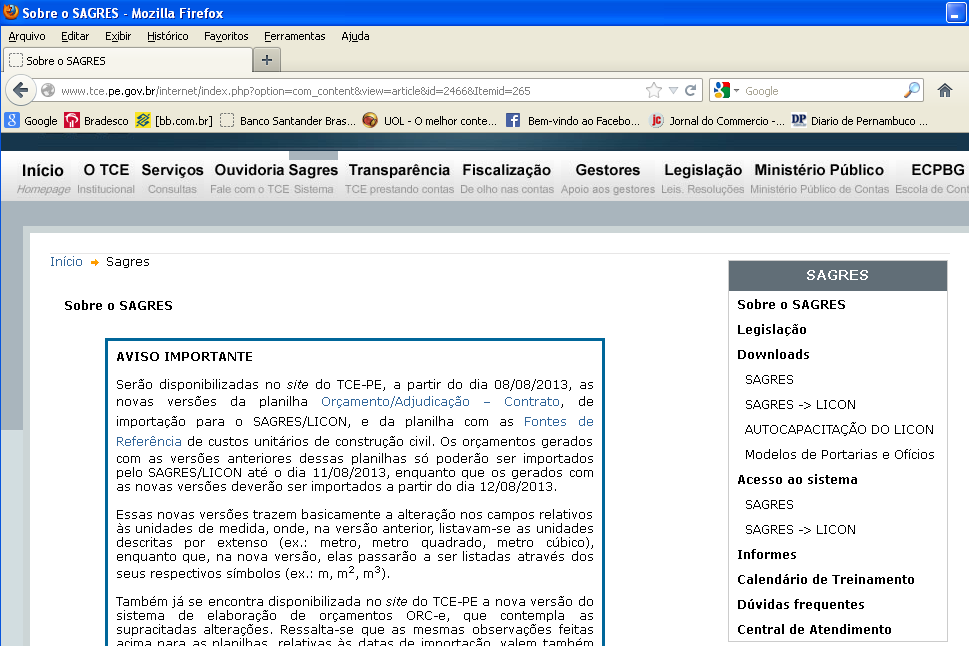 Sobre o SAGRES - Mozilla Firefox
Arquivo Editar Exibir Histórico Favoritos Ferramentas Ajuda
Sobre o SAGRES
www.tce.pe.gov.br/internet/index.php?option=com_content&view=article&id=2466&Itemid=265
Google
Google Bradesco [bb.com.br] Banco Santander Bras... UOL - O melhor conte... Bem-vindo ao Facebo... Jornal do Commercio -... Diario de Pernambuco ...
Início O TCE Serviços Ouvidoria Sagres Transparência Fiscalização Gestores Legislação Ministério Público ECPBG
Homepage Institucional Consultas Fale com o TCE Sistema TCE prestando contas De olho nas contas Apoio aos gestores Leis. Resoluções Ministério Público de Contas Escola de Cont
Início Sagres
Sobre o SAGRES
AVISO IMPORTANTE
Serão disponibilizadas no site do TCE-PE, a partir do dia 08/08/2013, as
novas versões da planilha Orçamento/Adjudicação – Contrato, de
importação para o SAGRES/LICON, e da planilha com as Fontes de
Referência de custos unitários de construção civil. Os orçamentos gerados
com as versões anteriores dessas planilhas só poderão ser importados
pelo SAGRES/LICON até o dia 11/08/2013, enquanto que os gerados com
as novas versões deverão ser importados a partir do dia 12/08/2013.
Essas novas versões trazem basicamente a alteração nos campos relativos
às unidades de medida, onde, na versão anterior, listavam-se as unidades
descritas por extenso (ex.: metro, metro quadrado, metro cúbico),
enquanto que, na nova versão, elas passarão a ser listadas através dos
seus respectivos símbolos (ex.: m, m², m³).
Também já se encontra disponibilizada no site do TCE-PE a nova versão do
sistema de elaboração de orçamentos ORC-e, que contempla as
supracitadas alterações. Ressalta-se que as mesmas observações feitas
acima para as planilhas, relativas às datas de importação, valem também
SAGRES
Sobre o SAGRES
Legislação
Downloads
SAGRES
SAGRES -> LICON
AUTOCAPACITAÇÃO DO LICON
Modelos de Portarias e Ofícios
Acesso ao sistema
SAGRES
SAGRES -> LICON
Informes
Calendário de Treinamento
Dúvidas frequentes
Central de Atendimento